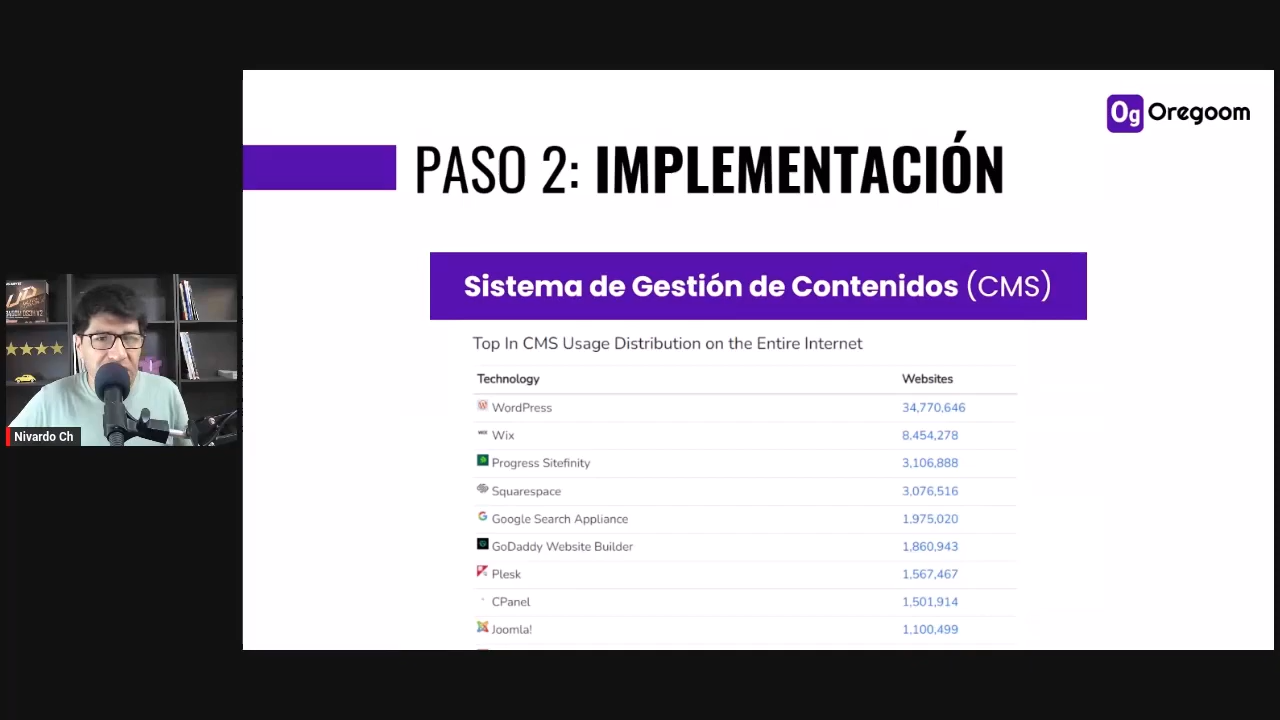 Og Oregoom
PASO 2: IMPLEMENTACIÓN
Sistema de Gestión de Contenidos (CMS)
Top In CMS Usage Distribution on the Entire Internet
Technology Websites
WordPress 34,770,646
Wix 8,454,278
Progress Sitefinity 3,106,888
Squarespace 3,076,516
Google Search Appliance 1,975,020
GoDaddy Website Builder 1,860,943
Plesk 1,567,467
CPanel 1,501,914
Joomla! 1,100,499
Nivardo Ch